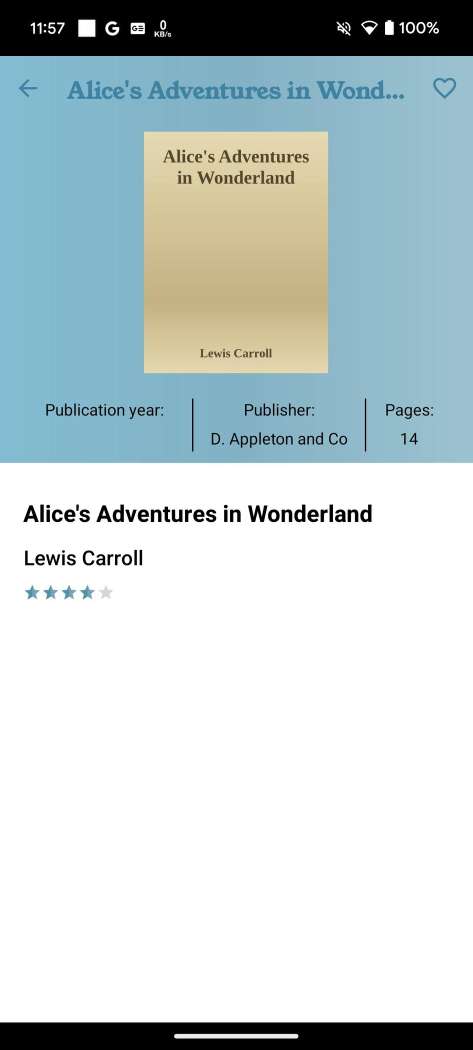 11:57 G GE 0 KB/s 100%
Alice's Adventures in Wond...
Alice's Adventures
in Wonderland
Lewis Carroll
Publication year: Publisher: Pages:
D. Appleton and Co 14
Alice's Adventures in Wonderland
Lewis Carroll